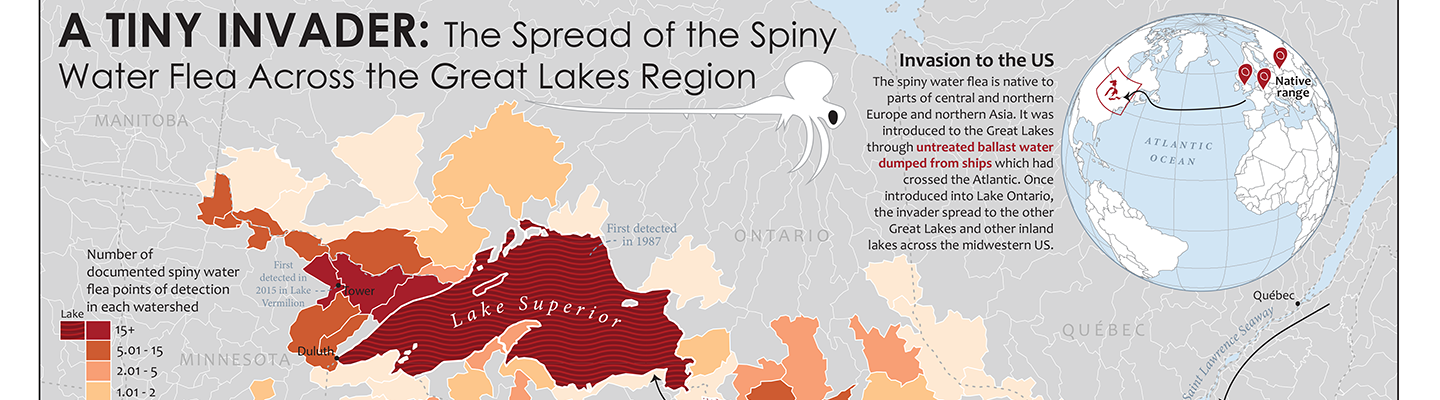 A TINY INVADER: The Spread of the Spiny
Water Flea Across the Great Lakes Region
Invasion to the US
The spiny water flea is native to
parts of central and northern
Europe and northern Asia. It was
introduced to the Great Lakes
through untreated ballast water
dumped from ships which had
crossed the Atlantic. Once
introduced into Lake Ontario,
the invader spread to the other
Great Lakes and other inland
lakes across the midwestern US.
Native
range
ATLANTIC
OCEAN
MANITOBA
ONTARIO
First detected
in 1987
Number of
documented spiny water
flea points of detection
in each watershed
Lake
15+
5.01 - 15
2.01 - 5
1.01 - 2
First
detected in
2015 in Lake
Vermilion
Tower
Lake Superior
MINNESOTA
Duluth
Québec
QUÉBEC
Saint Lawrence Seaway